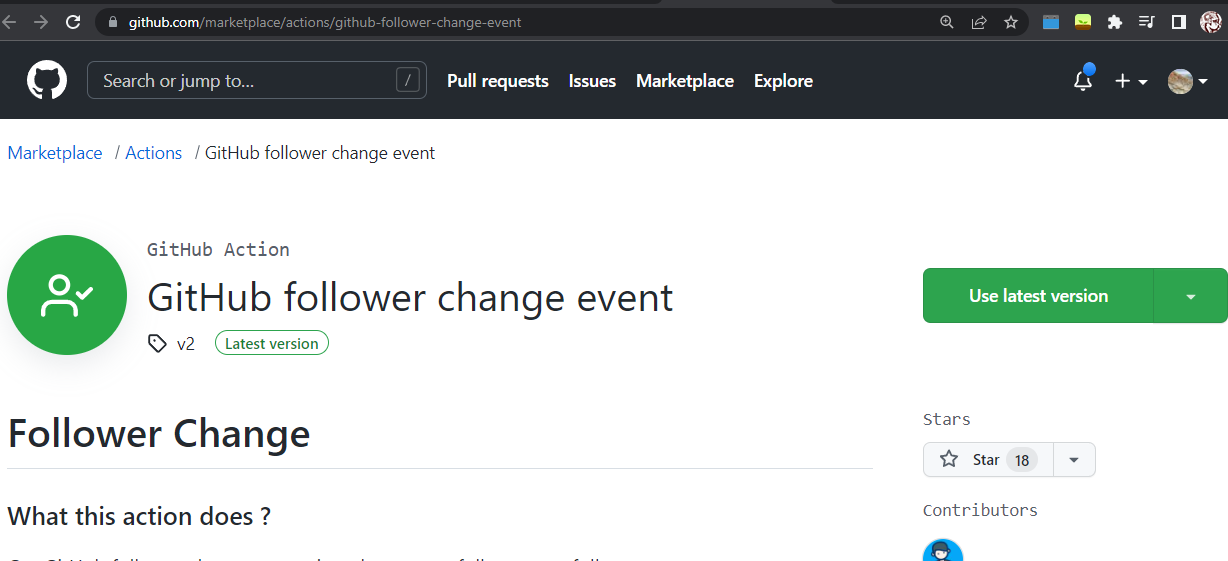 github.com/marketplace/actions/github-follower-change-event
Search or jump to... /
Pull requests Issues Marketplace Explore
Marketplace / Actions / GitHub follower change event
GitHub Action
GitHub follower change event
v2 Latest version
Use latest version
Follower Change
Stars
Star 18
What this action does ?
Contributors